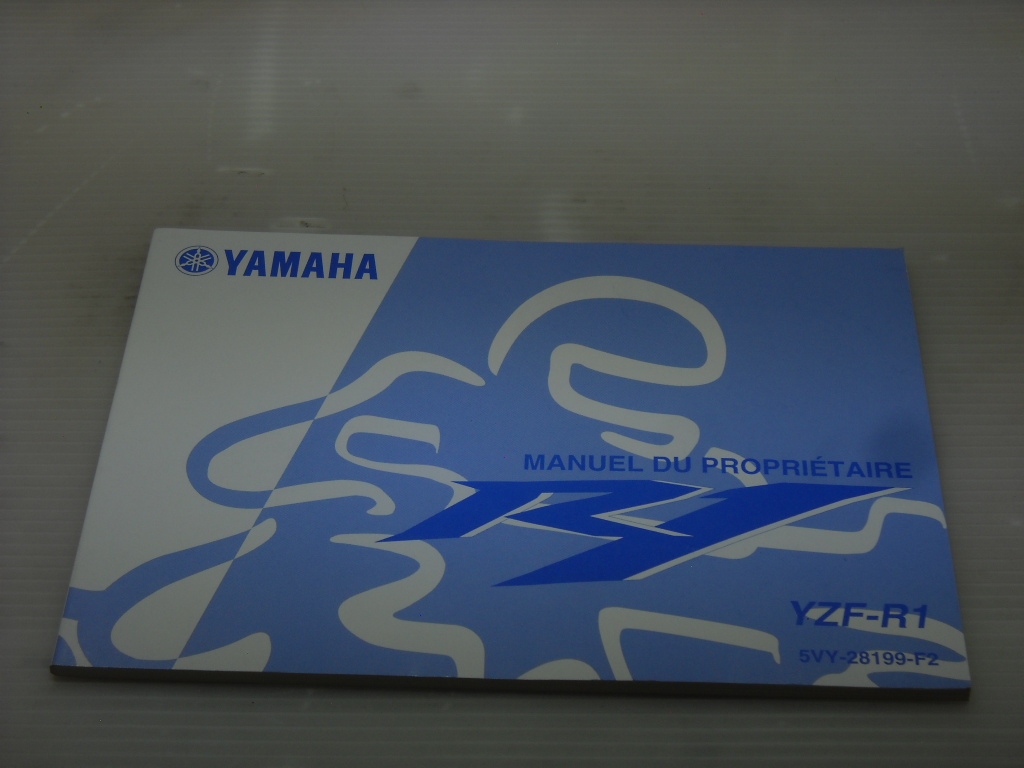 YAMAHA
MANUEL DU PROPRIÉTAIRE
R1
YZF-R1
5VY-28199-F2